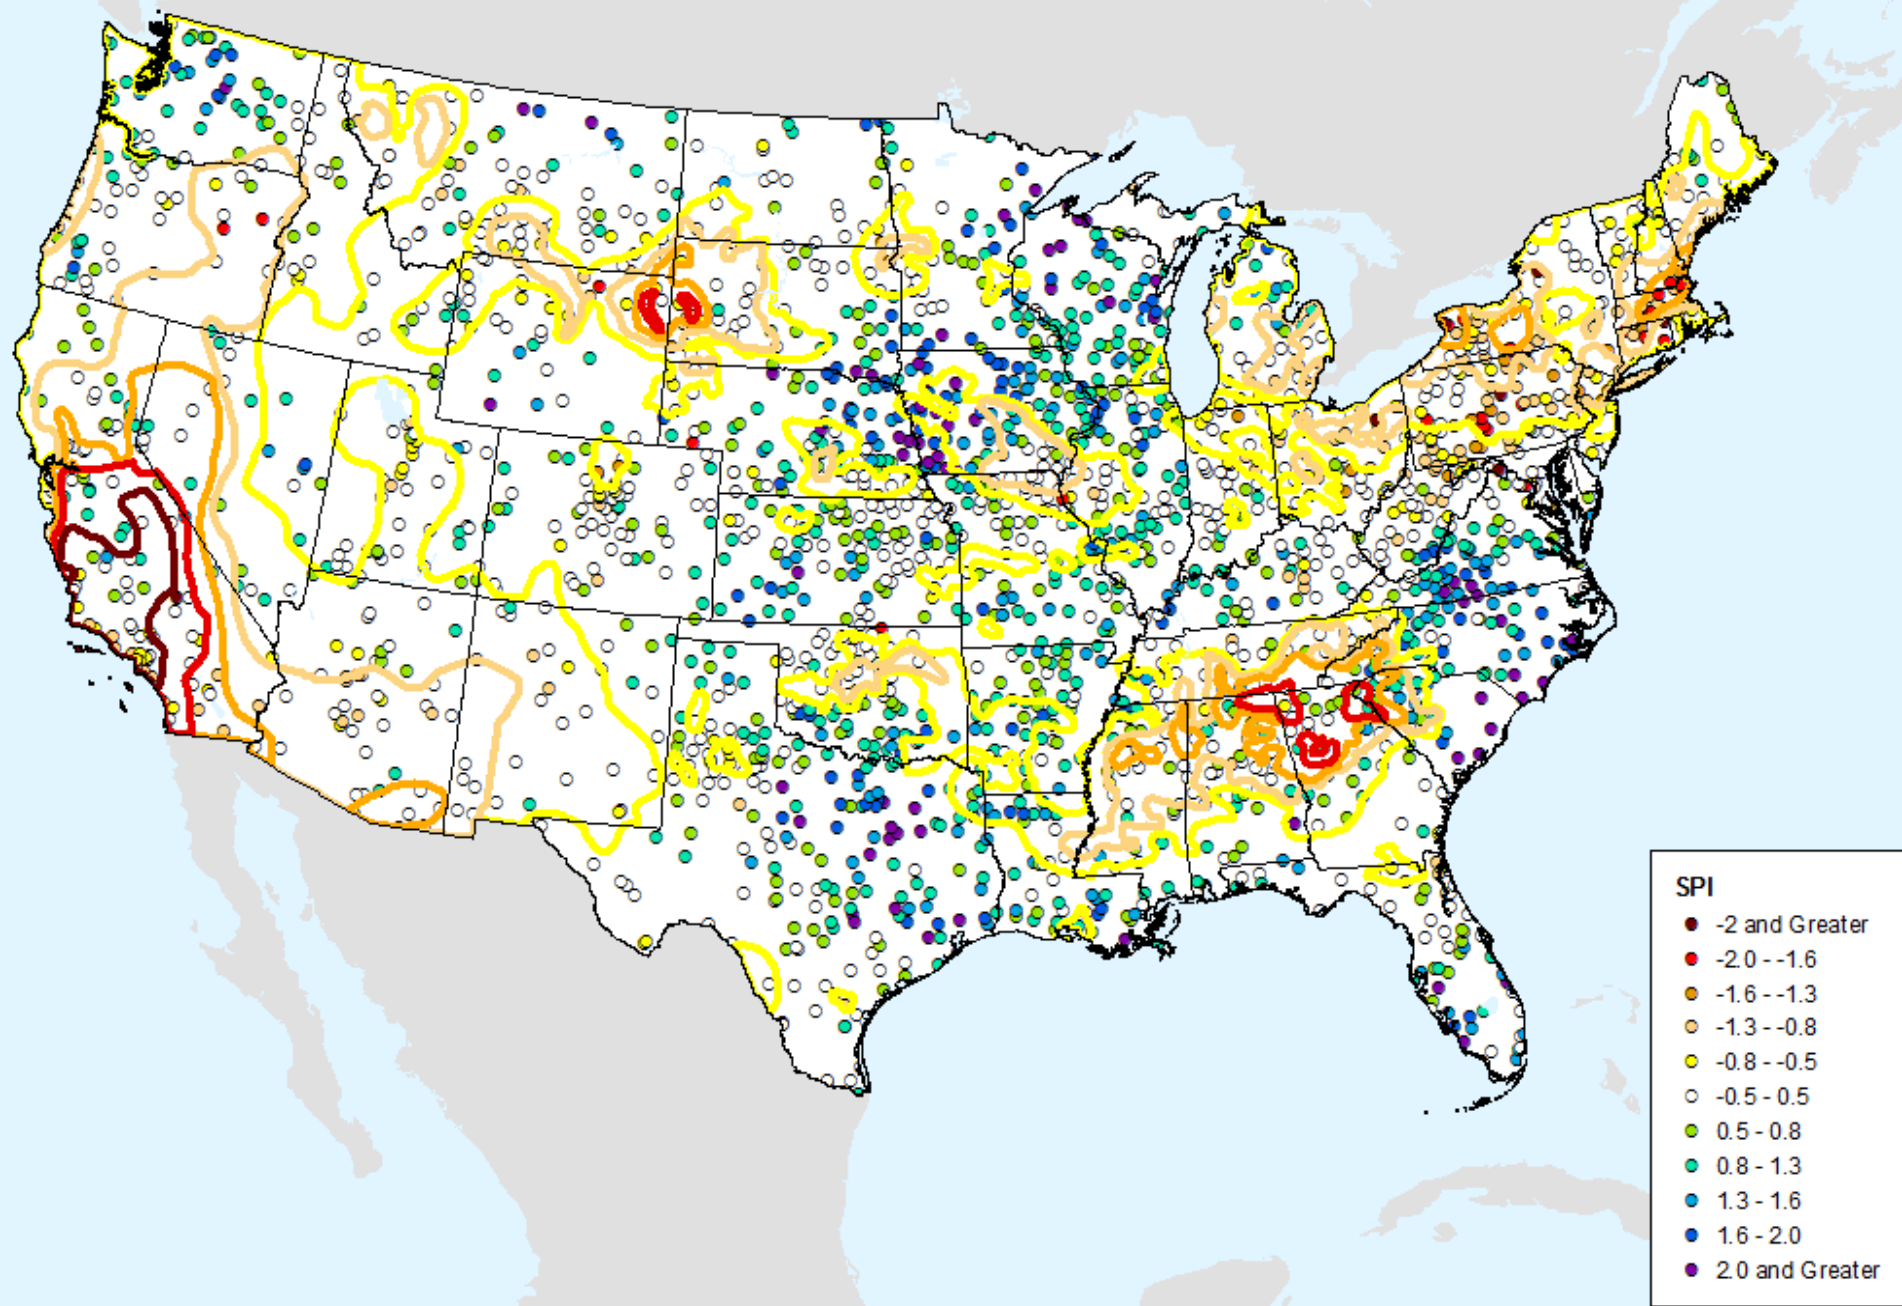 SPI
-2 and Greater
-2.0 - -1.6
-1.6 - -1.3
-1.3 - -0.8
-0.8 - -0.5
-0.5 - 0.5
0.5 - 0.8
0.8 - 1.3
1.3 - 1.6
1.6 - 2.0
2.0 and Greater